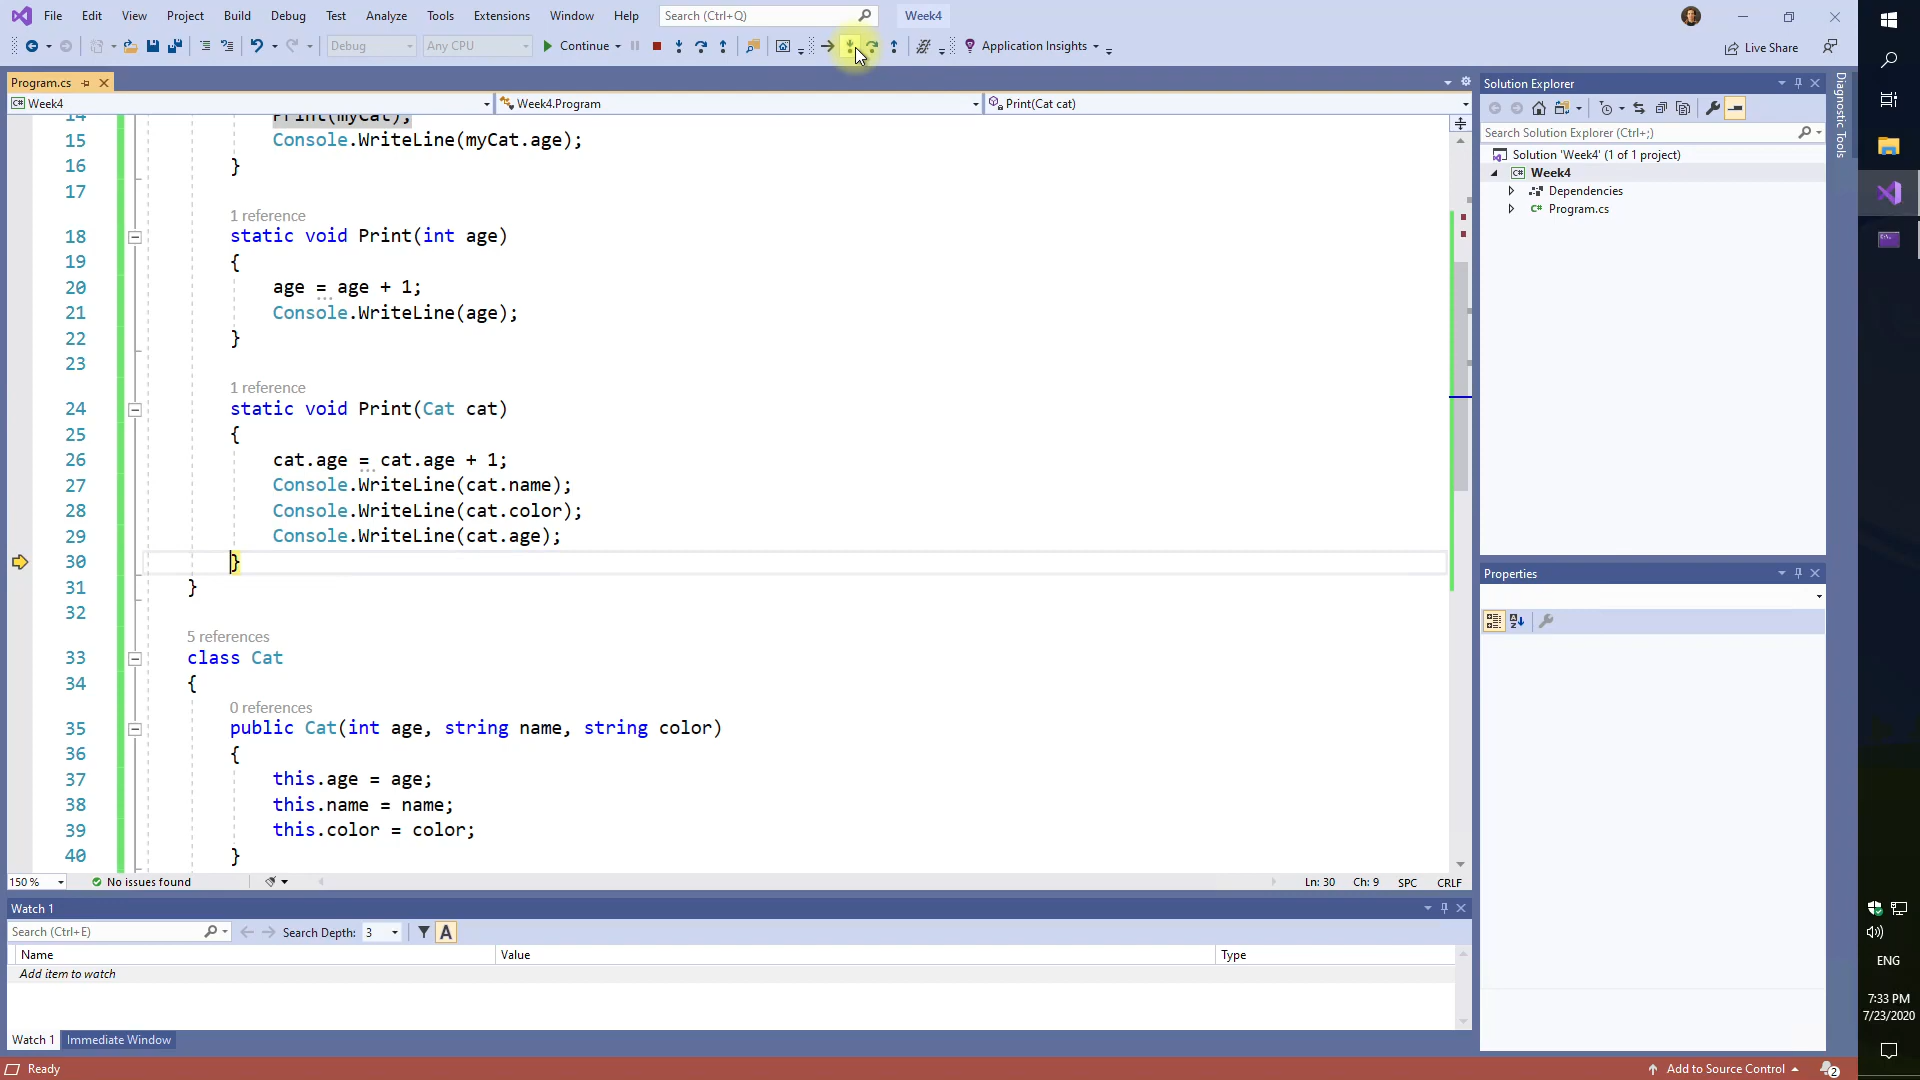 File Edit View Project Build Debug Test Analyze Tools Extensions Window Help Search (Ctrl+Q) Week4
Debug Any CPU Continue Application Insights Live Share
Program.cs
Week4 Week4.Program Print(Cat cat)
14 Print(myCat);
15 Console.WriteLine(myCat.age);
16 }
17
1 reference
18 static void Print(int age)
19 {
20 age = age + 1;
21 Console.WriteLine(age);
22 }
23
1 reference
24 static void Print(Cat cat)
25 {
26 cat.age = cat.age + 1;
27 Console.WriteLine(cat.name);
28 Console.WriteLine(cat.color);
29 Console.WriteLine(cat.age);
30 }
31 }
32
5 references
33 class Cat
34 {
0 references
35 public Cat(int age, string name, string color)
36 {
37 this.age = age;
38 this.name = name;
39 this.color = color;
40 }
150 % No issues found Ln: 30 Ch: 9 SPC CRLF
Watch 1
Search (Ctrl+E) Search Depth: 3 A
Name Value Type
Add item to watch
Watch 1 Immediate Window
Ready Add to Source Control 2
Solution Explorer
Search Solution Explorer (Ctrl+;)
Solution 'Week4' (1 of 1 project)
C# Week4
Dependencies
C# Program.cs
Properties
Diagnostic Tools
ENG
7:33 PM
7/23/2020